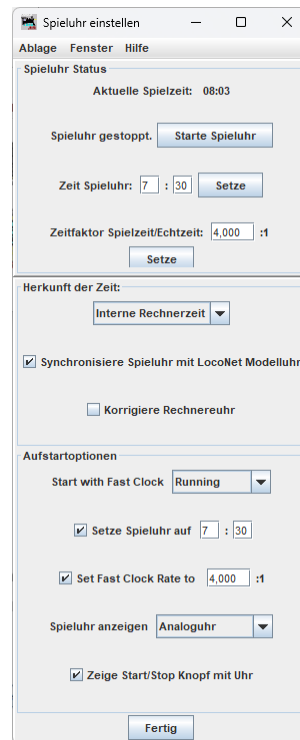 Spieluhr einstellen
Ablage Fenster Hilfe
Spieluhr Status
Aktuelle Spielzeit: 08:03
Spieluhr gestoppt. Starte Spieluhr
Zeit Spieluhr: 7 : 30 Setze
Zeitfaktor Spielzeit/Echtzeit: 4,000 :1
Setze
Herkunft der Zeit:
Interne Rechnerzeit
Synchronisiere Spieluhr mit LocoNet Modelluhr
Korrigiere Rechnereuhr
Aufstartoptionen
Start with Fast Clock Running
Setze Spieluhr auf 7 : 30
Set Fast Clock Rate to 4,000 :1
Spieluhr anzeigen Analoguhr
Zeige Start/Stop Knopf mit Uhr
Fertig